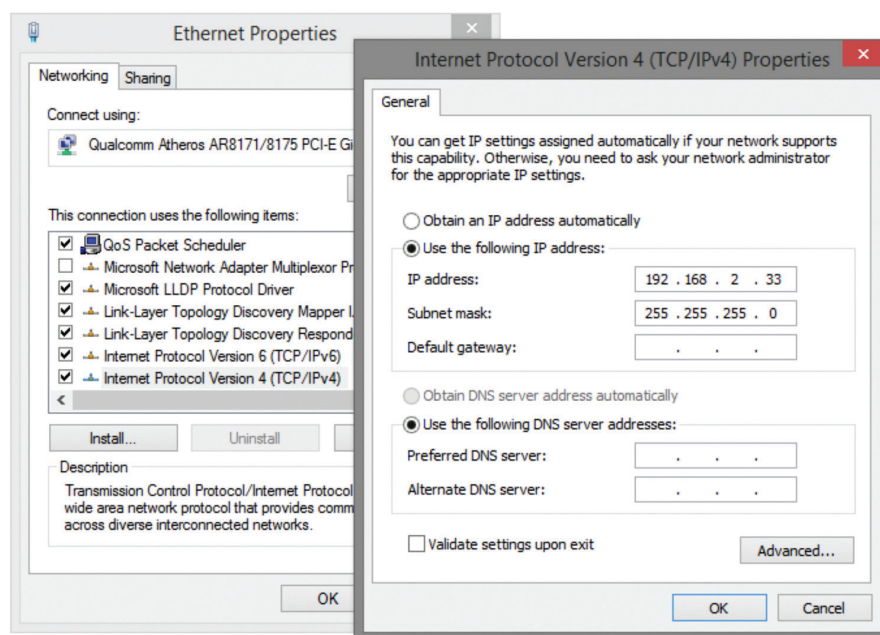 Ethernet Properties
Networking
Sharing
Connect using:
Qualcomm Atheros AR8171/8175 PCI-E
This connection uses the following items:
QoS Packet Scheduler
Microsoft Network Adapter Multiplexor
Microsoft LLDP Protocol Driver
Link-Layer Topology Discovery Mapper
Link-Layer Topology Discovery
Internet Protocol Version 6 (TCP/IPv6)
Internet Protocol Version 4 (TCP/IPv4)
Install...
Uninstall
Description
Transmission Control Protocol/Internet Protocol
wide area network protocol that provides
across diverse interconnected networks.
OK
Internet Protocol Version 4 (TCP/IPv4) Properties
General
You can get IP settings assigned automatically if your network supports
this capability. Otherwise, you need to ask your network administrator
for the appropriate IP settings.
Obtain an IP address automatically
Use the following IP address:
IP address: 192 . 168 . 2 . 33
Subnet mask: 255 . 255 . 255 . 0
Default gateway: . . .
Obtain DNS server address automatically
Use the following DNS server addresses:
Preferred DNS server: . . .
Alternate DNS server: . . .
Validate settings upon exit
Advanced...
OK
Cancel